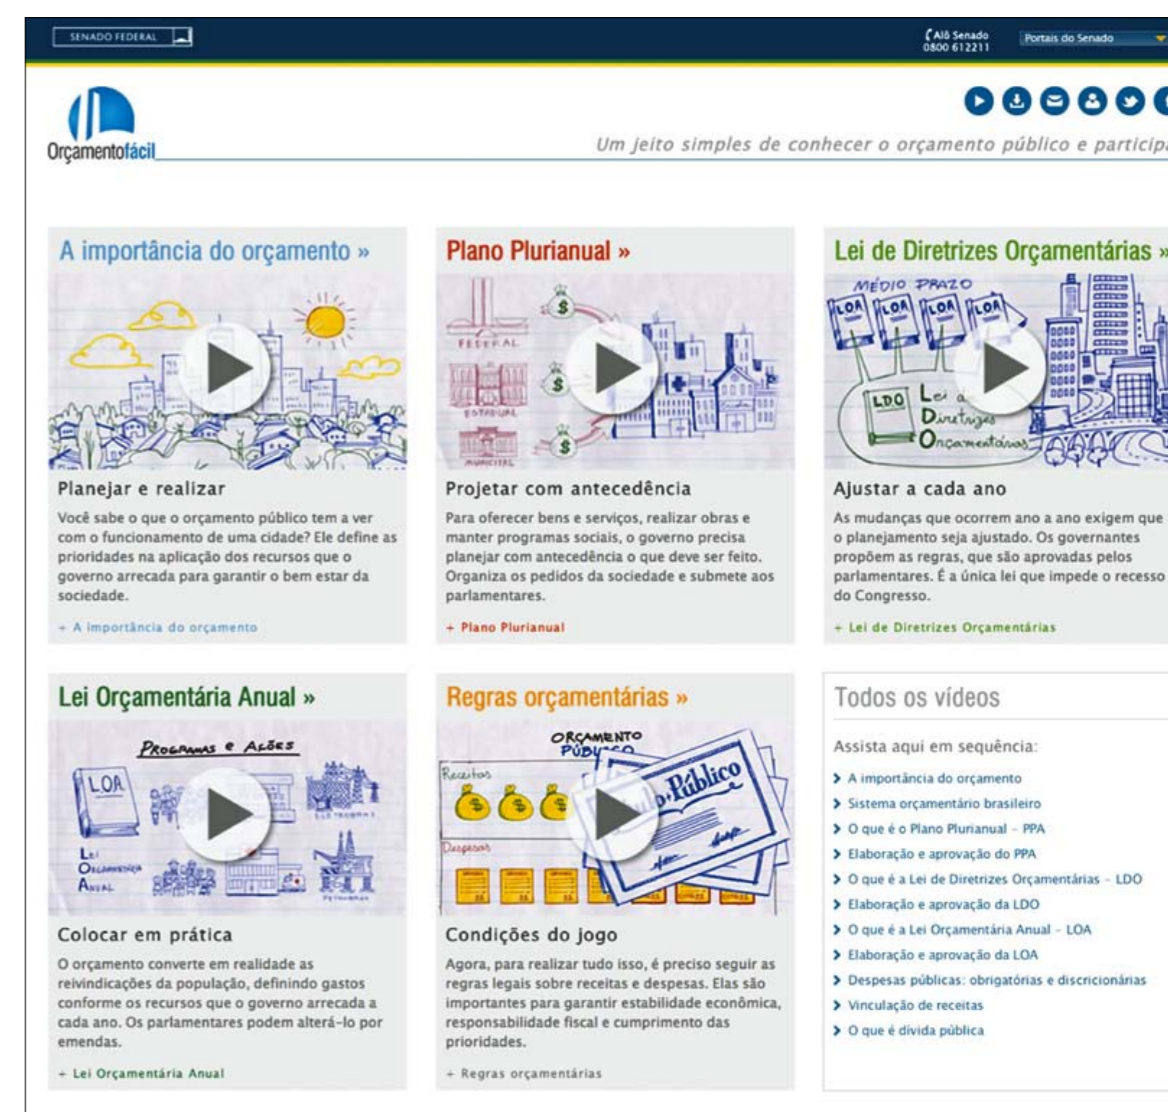 SENADO FEDERAL
Alô Senado
0800 612211
Portais do Senado
Orçamentofácil
Um jeito simples de conhecer o orçamento público e participa
A importância do orçamento »
Planejar e realizar
Você sabe o que o orçamento público tem a ver
com o funcionamento de uma cidade? Ele define as
prioridades na aplicação dos recursos que o
governo arrecada para garantir o bem estar da
sociedade.
+ A importância do orçamento
Plano Plurianual »
FEDERAL
ESTADUAL
MUNICIPAL
$
$
$
Projetar com antecedência
Para oferecer bens e serviços, realizar obras e
manter programas sociais, o governo precisa
planejar com antecedência o que deve ser feito.
Organiza os pedidos da sociedade e submete aos
parlamentares.
+ Plano Plurianual
Lei de Diretrizes Orçamentárias »
MÉDIO PRAZO
LOA LOA LOA LOA
LDO
Lei de
Diretrizes
Orçamentárias
Ajustar a cada ano
As mudanças que ocorrem ano a ano exigem que
o planejamento seja ajustado. Os governantes
propõem as regras, que são aprovadas pelos
parlamentares. É a única lei que impede o recesso
do Congresso.
+ Lei de Diretrizes Orçamentárias
Lei Orçamentária Anual »
PROGRAMAS e AÇÕES
LOA
Lei
Orçamentária
Anual
ELETROBRAS
PETROBRAS
Colocar em prática
O orçamento converte em realidade as
reivindicações da população, definindo gastos
conforme os recursos que o governo arrecada a
cada ano. Os parlamentares podem alterá-lo por
emendas.
+ Lei Orçamentária Anual
Regras orçamentárias »
ORÇAMENTO
PÚBLICO
Receitas
Despesas
Público
Condições do jogo
Agora, para realizar tudo isso, é preciso seguir as
regras legais sobre receitas e despesas. Elas são
importantes para garantir estabilidade econômica,
responsabilidade fiscal e cumprimento das
prioridades.
+ Regras orçamentárias
Todos os vídeos
Assista aqui em sequência:
A importância do orçamento
Sistema orçamentário brasileiro
O que é o Plano Plurianual – PPA
Elaboração e aprovação do PPA
O que é a Lei de Diretrizes Orçamentárias – LDO
Elaboração e aprovação da LDO
O que é a Lei Orçamentária Anual – LOA
Elaboração e aprovação da LOA
Despesas públicas: obrigatórias e discricionárias
Vinculação de receitas
O que é dívida pública